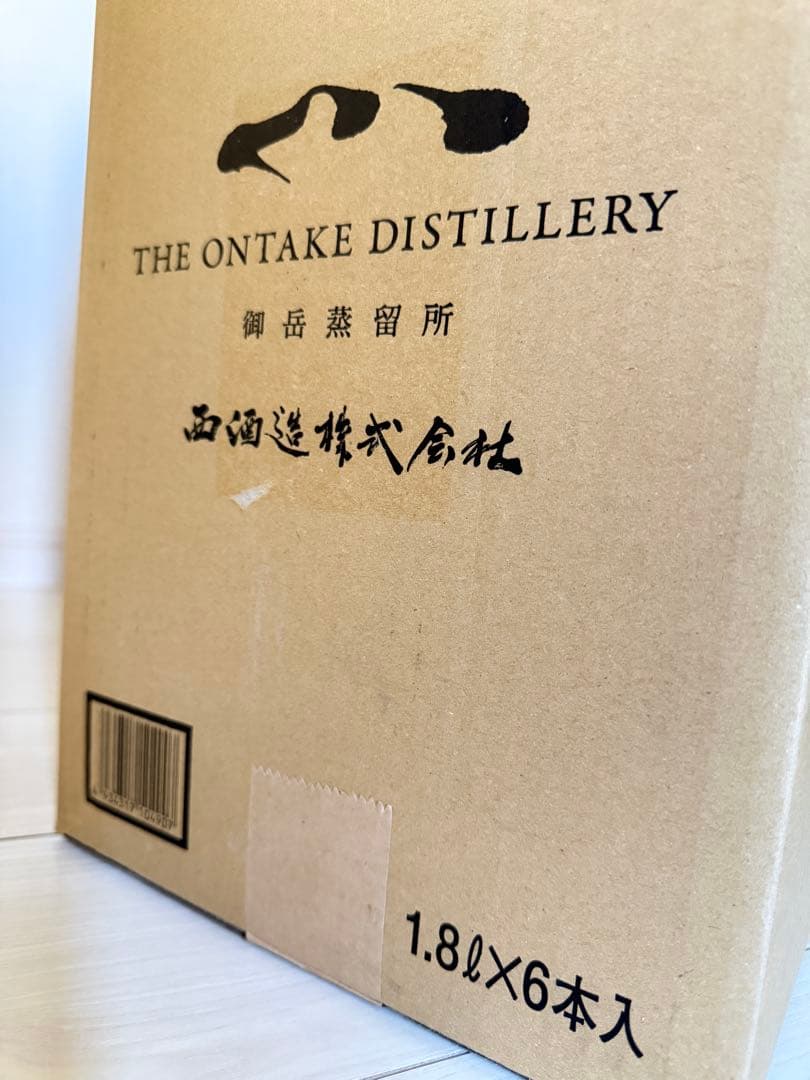 THE ONTAKE DISTILLERY
御岳蒸留所
西酒造株式会社
4934317104907
1.8ℓ×6本入